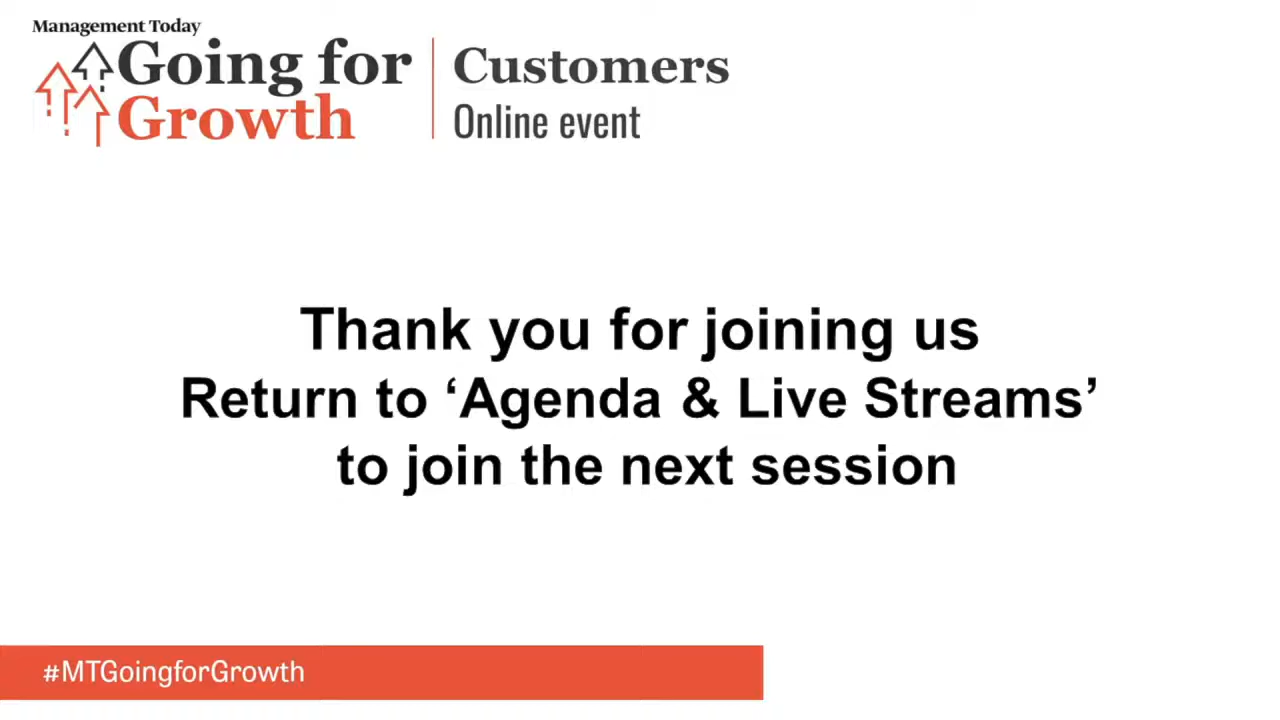 Management Today
Going for
Growth
Customers
Online event
Thank you for joining us
Return to ‘Agenda & Live Streams’
to join the next session
#MTGoingforGrowth